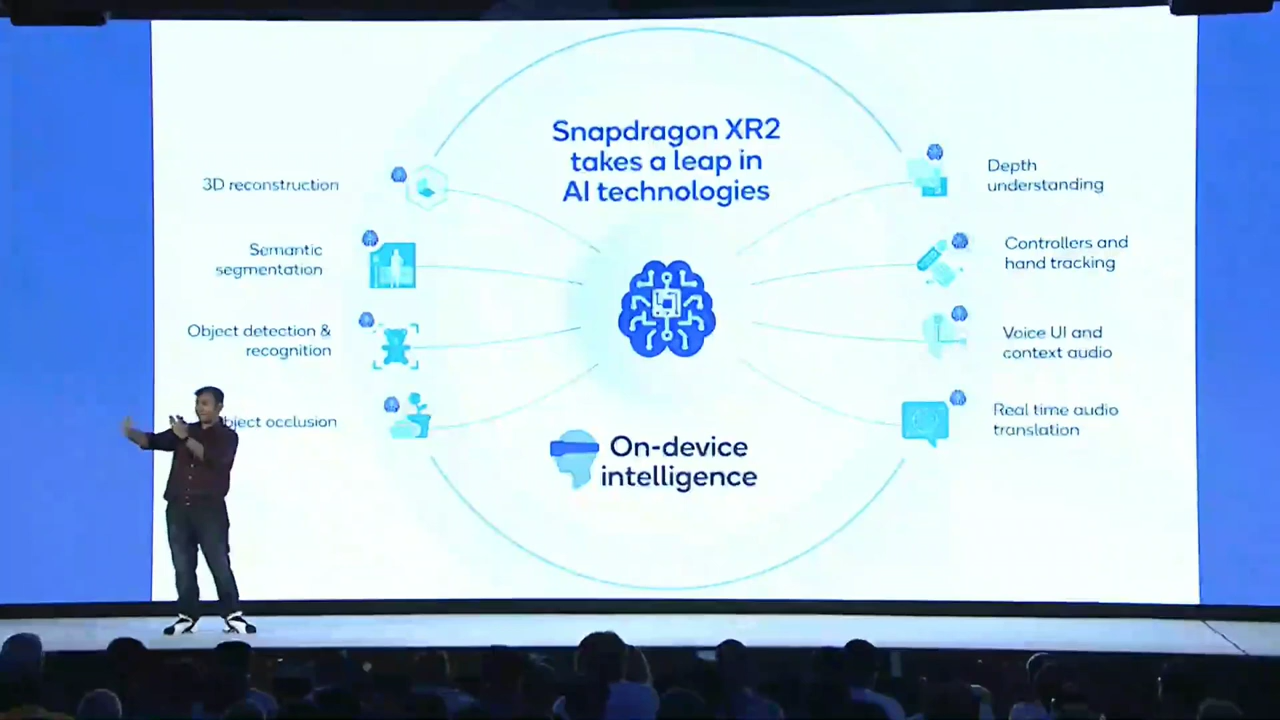 Snapdragon XR2
takes a leap in
AI technologies
3D reconstruction
Semantic
segmentation
Object detection &
recognition
bject occlusion
On-device
intelligence
Depth
understanding
Controllers and
hand tracking
Voice UI and
context audio
Real time audio
translation